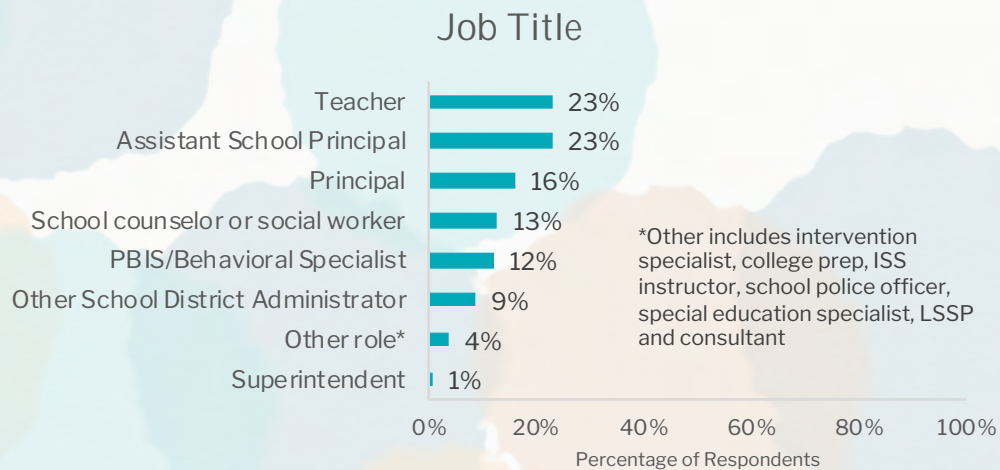 Job Title
Teacher 23%
Assistant School Principal 23%
Principal 16%
School counselor or social worker 13%
PBIS/Behavioral Specialist 12%
Other School District Administrator 9%
Other role* 4%
Superintendent 1%
*Other includes intervention
specialist, college prep, ISS
instructor, school police officer,
special education specialist, LSSP
and consultant
0% 20% 40% 60% 80% 100%
Percentage of Respondents